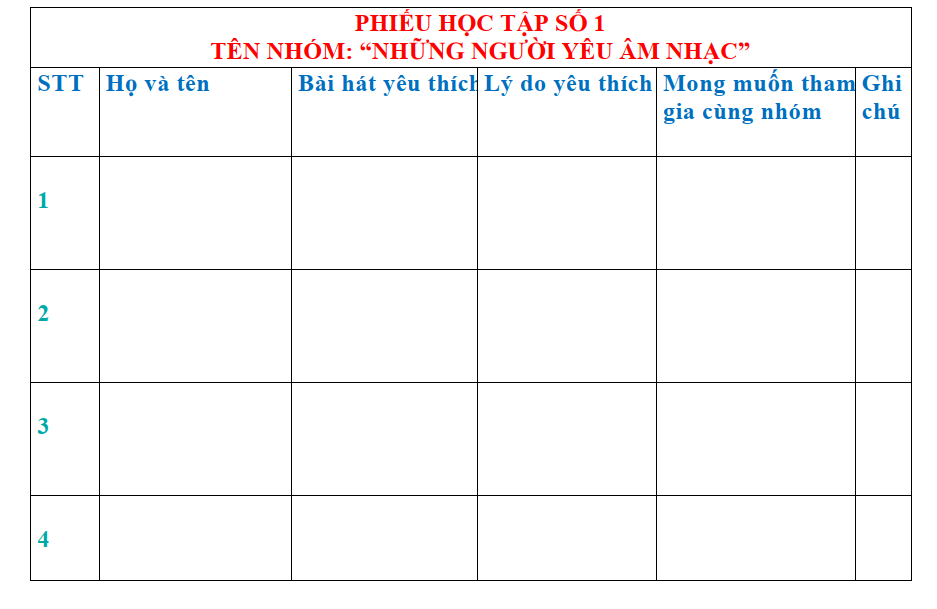 PHIẾU HỌC TẬP SỐ 1
TÊN NHÓM: “NHỮNG NGƯỜI YÊU ÂM NHẠC”
STT Họ và tên Bài hát yêu thích Lý do yêu thích Mong muốn tham Ghi
gia cùng nhóm chú
1
2
3
4